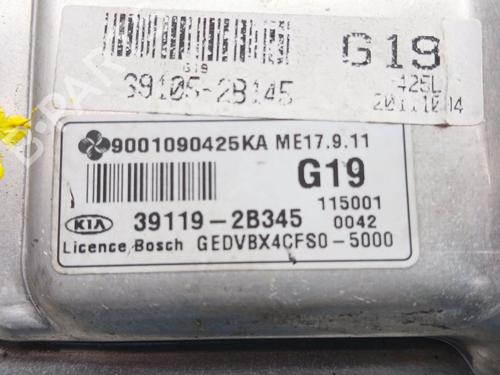 G19
G19
39105-2B145
425L
2011.10.14
9001090425KA ME17.9.11
G19
115001
KIA 39119-2B345 0042
Licence Bosch GEDVBX4CFS0-5000